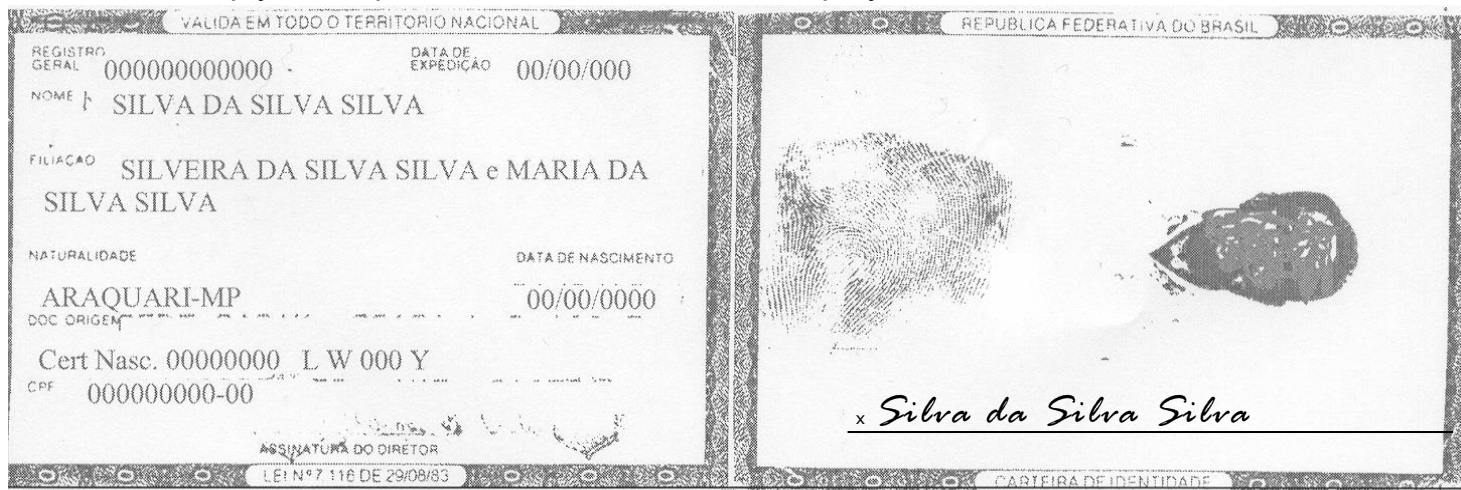 VALIDA EM TODO O TERRITORIO NACIONAL
REGISTRO GERAL 000000000000 DATA DE EXPEDIÇÃO 00/00/000
NOME SILVA DA SILVA SILVA
FILIAÇÃO SILVEIRA DA SILVA SILVA e MARIA DA
SILVA SILVA
NATURALIDADE DATA DE NASCIMENTO
ARAQUARI-MP 00/00/0000
DOC ORIGEM
Cert Nasc. 00000000 L W 000 Y
CPF 000000000-00
ASSINATURA DO DIRETOR
LEI Nº 7.116 DE 29/08/83
REPUBLICA FEDERATIVA DO BRASIL
x Silva da Silva Silva
CARTEIRA DE IDENTIDADE